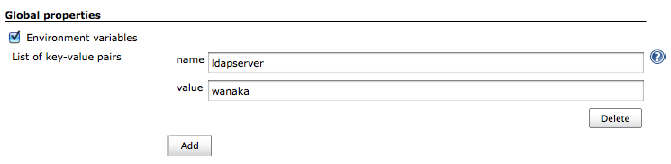 Global properties
Environment variables
List of key-value pairs
name ldapserver
value wanaka
Delete
Add